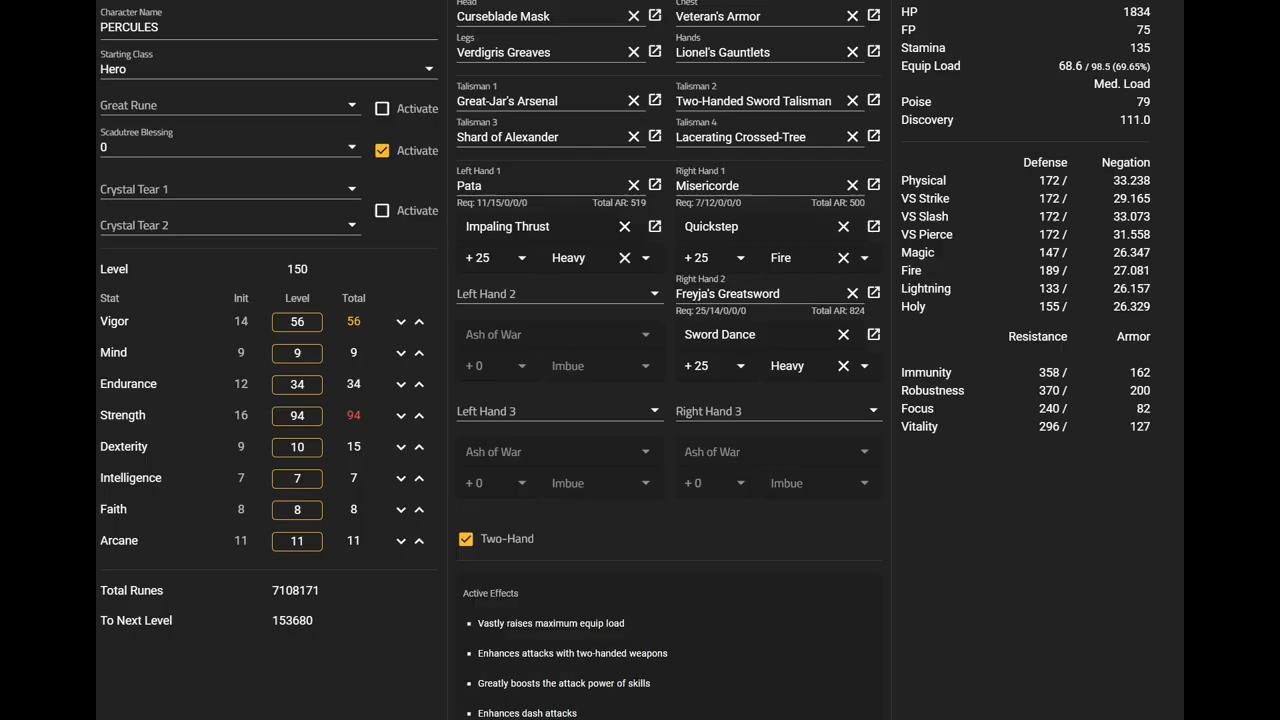 Character Name
PERCULES
Starting Class
Hero
Great Rune
Activate
Scadutree Blessing
0
Activate
Crystal Tear 1
Activate
Crystal Tear 2
Level 150
Stat Init Level Total
Vigor 14 56 56
Mind 9 9 9
Endurance 12 34 34
Strength 16 94 94
Dexterity 9 10 15
Intelligence 7 7 7
Faith 8 8 8
Arcane 11 11 11
Total Runes 7108171
To Next Level 153680
Head
Curseblade Mask
Chest
Veteran's Armor
Legs
Verdigris Greaves
Hands
Lionel's Gauntlets
Talisman 1
Great-Jar's Arsenal
Talisman 2
Two-Handed Sword Talisman
Talisman 3
Shard of Alexander
Talisman 4
Lacerating Crossed-Tree
Left Hand 1
Pata
Req: 11/15/0/0/0 Total AR: 519
Impaling Thrust
+ 25 Heavy
Right Hand 1
Misericorde
Req: 7/12/0/0/0 Total AR: 500
Quickstep
+ 25 Fire
Left Hand 2
Ash of War
+ 0 Imbue
Right Hand 2
Freyja's Greatsword
Req: 25/14/0/0/0 Total AR: 824
Sword Dance
+ 25 Heavy
Left Hand 3
Ash of War
+ 0 Imbue
Right Hand 3
Ash of War
+ 0 Imbue
Two-Hand
Active Effects
Vastly raises maximum equip load
Enhances attacks with two-handed weapons
Greatly boosts the attack power of skills
Enhances dash attacks
HP 1834
FP 75
Stamina 135
Equip Load 68.6 / 98.5 (69.65%)
Med. Load
Poise 79
Discovery 111.0
Defense Negation
Physical 172 / 33.238
VS Strike 172 / 29.165
VS Slash 172 / 33.073
VS Pierce 172 / 31.558
Magic 147 / 26.347
Fire 189 / 27.081
Lightning 133 / 26.157
Holy 155 / 26.329
Resistance Armor
Immunity 358 / 162
Robustness 370 / 200
Focus 240 / 82
Vitality 296 / 127